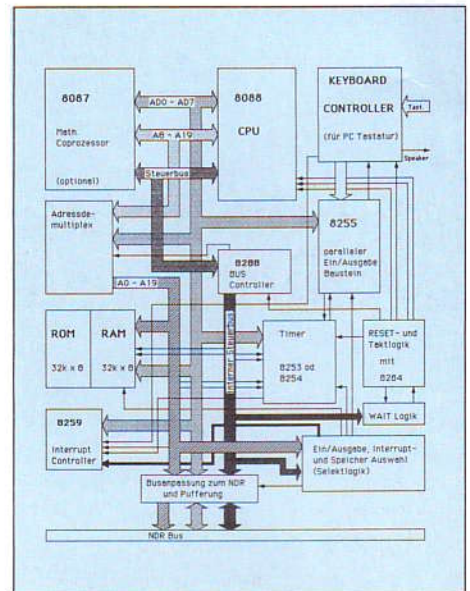 8087
Math.
Coprozessor
(optional)
AD0 - AD7
A8 - A19
Steuerbus
8088
CPU
KEYBOARD
CONTROLLER
(für PC Testatur)
Tast.
Speaker
Adressde-
multiplex
A0 - A19
8288
BUS
Controller
8255
paralleler
Ein/Ausgabe
Baustein
ROM
32k x 8
RAM
32k x 8
Interner Steuerbus
Timer
8253 od
8254
RESET- und
Taktlogik
mit
8284
WAIT Logik
8259
Interrupt
Controller
Ein/Ausgabe, Interrupt-
und Speicher Auswahl
(Selektlogik)
Busanpassung zum NDR
und Pufferung
NDR Bus